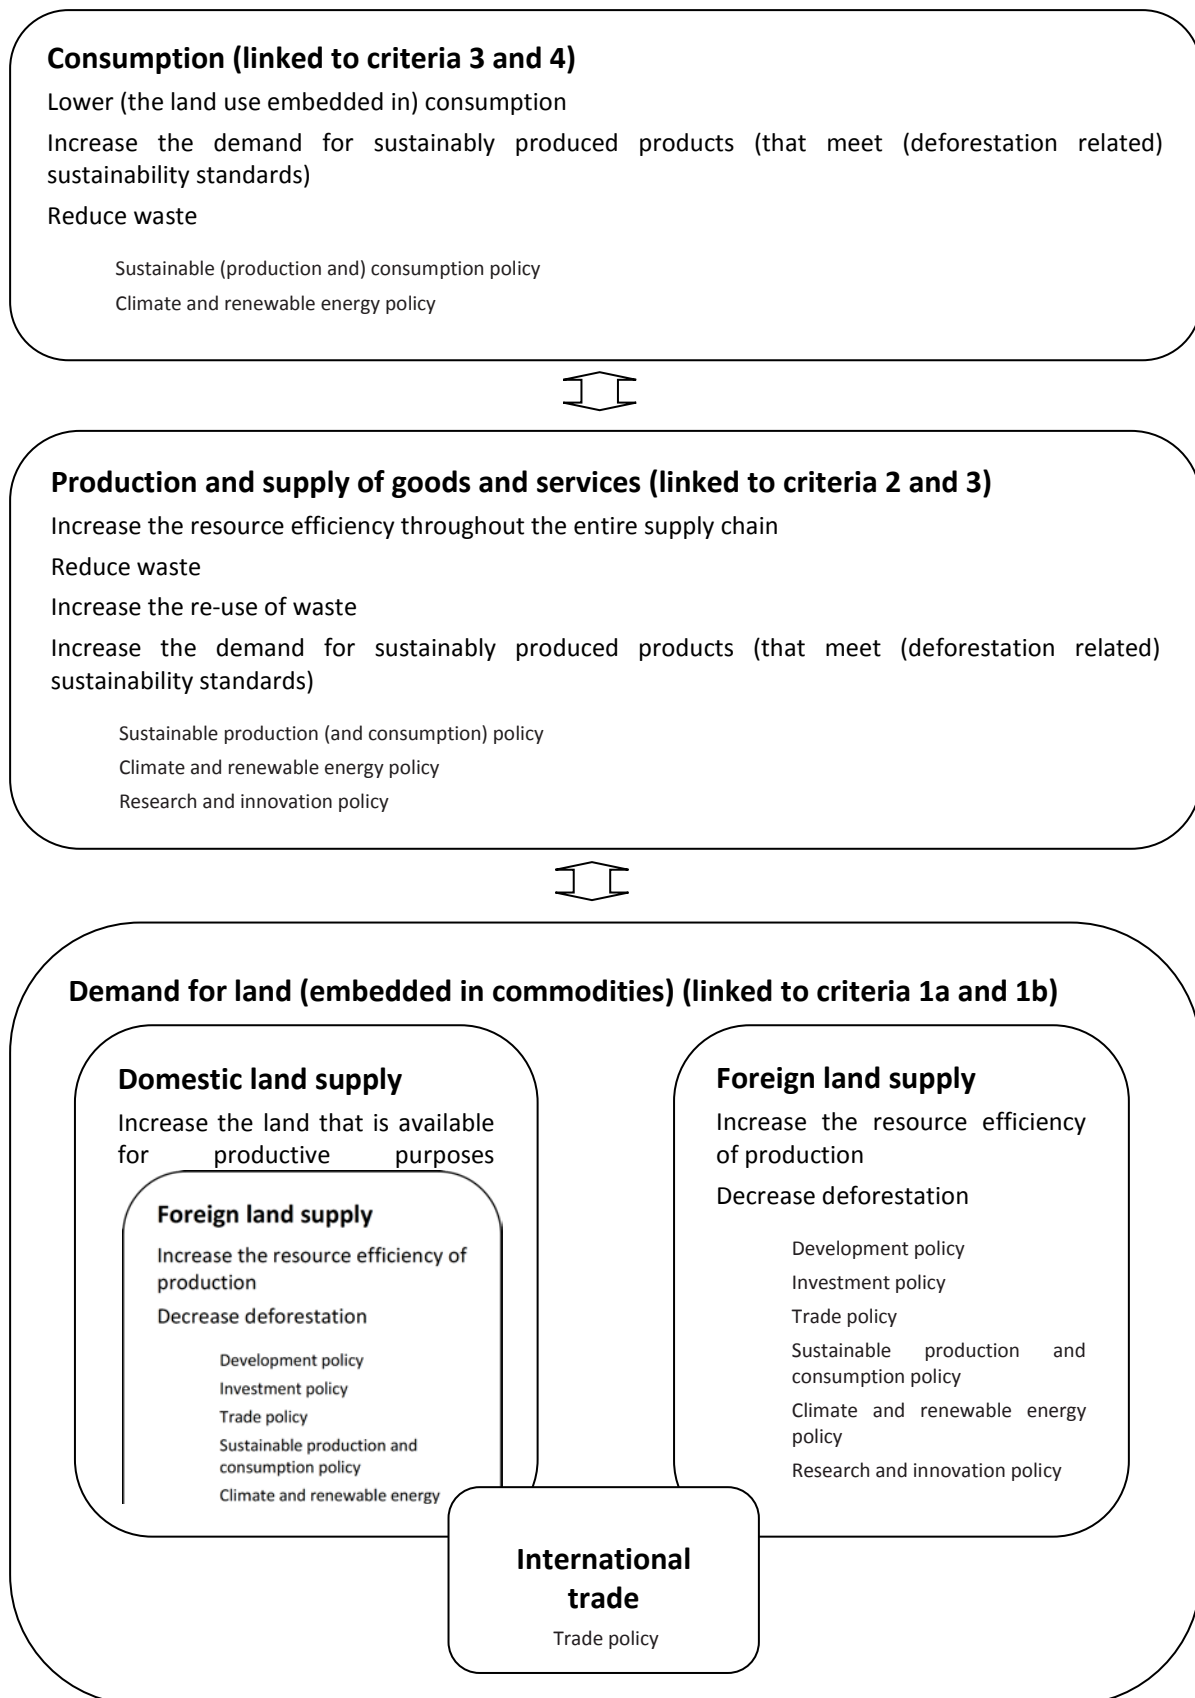 Consumption (linked to criteria 3 and 4)
Lower (the land use embedded in) consumption
Increase the demand for sustainably produced products (that meet (deforestation related)
sustainability standards)
Reduce waste
Sustainable (production and) consumption policy
Climate and renewable energy policy
Production and supply of goods and services (linked to criteria 2 and 3)
Increase the resource efficiency throughout the entire supply chain
Reduce waste
Increase the re-use of waste
Increase the demand for sustainably produced products (that meet (deforestation related)
sustainability standards)
Sustainable production (and consumption) policy
Climate and renewable energy policy
Research and innovation policy
Demand for land (embedded in commodities) (linked to criteria 1a and 1b)
Domestic land supply
Increase the land that is available
for productive purposes
Foreign land supply
Increase the resource efficiency of
production
Decrease deforestation
Development policy
Investment policy
Trade policy
Sustainable production and
consumption policy
Climate and renewable energy
Foreign land supply
Increase the resource efficiency
of production
Decrease deforestation
Development policy
Investment policy
Trade policy
Sustainable production and
consumption policy
Climate and renewable energy
policy
Research and innovation policy
International
trade
Trade policy